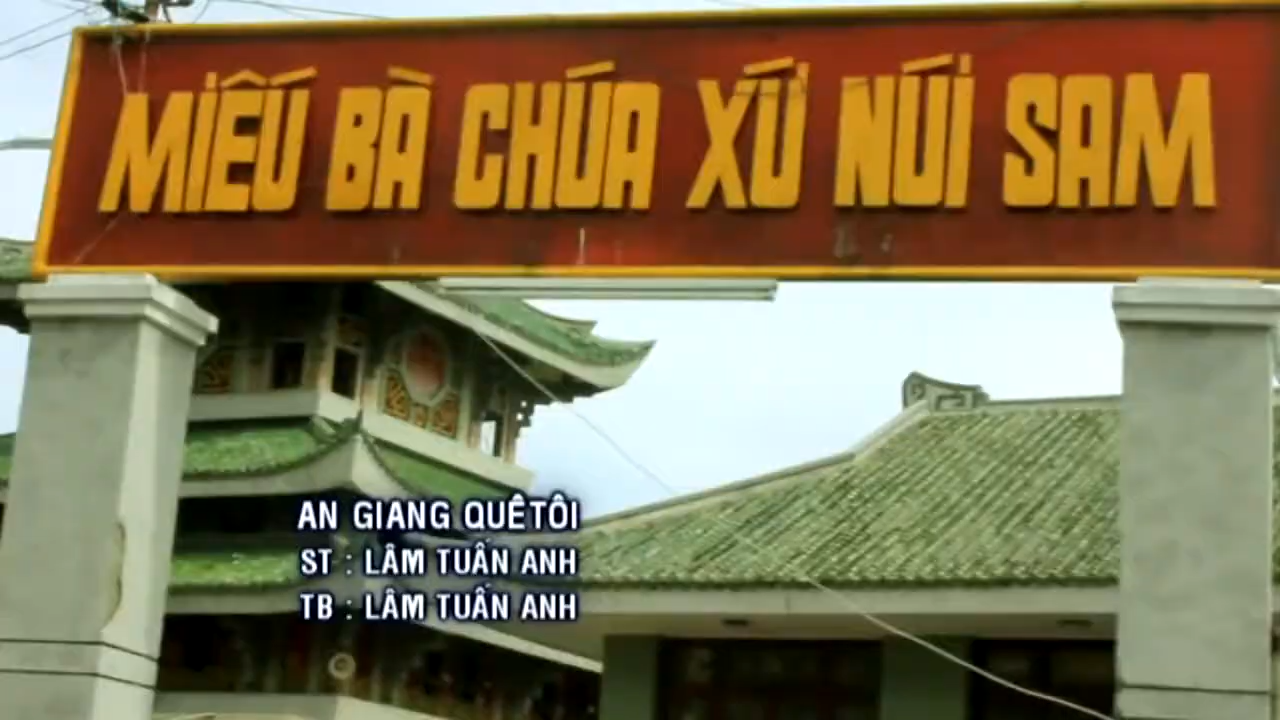 MIẾU BÀ CHÚA XỨ NÚI SAM
AN GIANG QUÊ TÔI
ST : LÂM TUẤN ANH
TB : LÂM TUẤN ANH